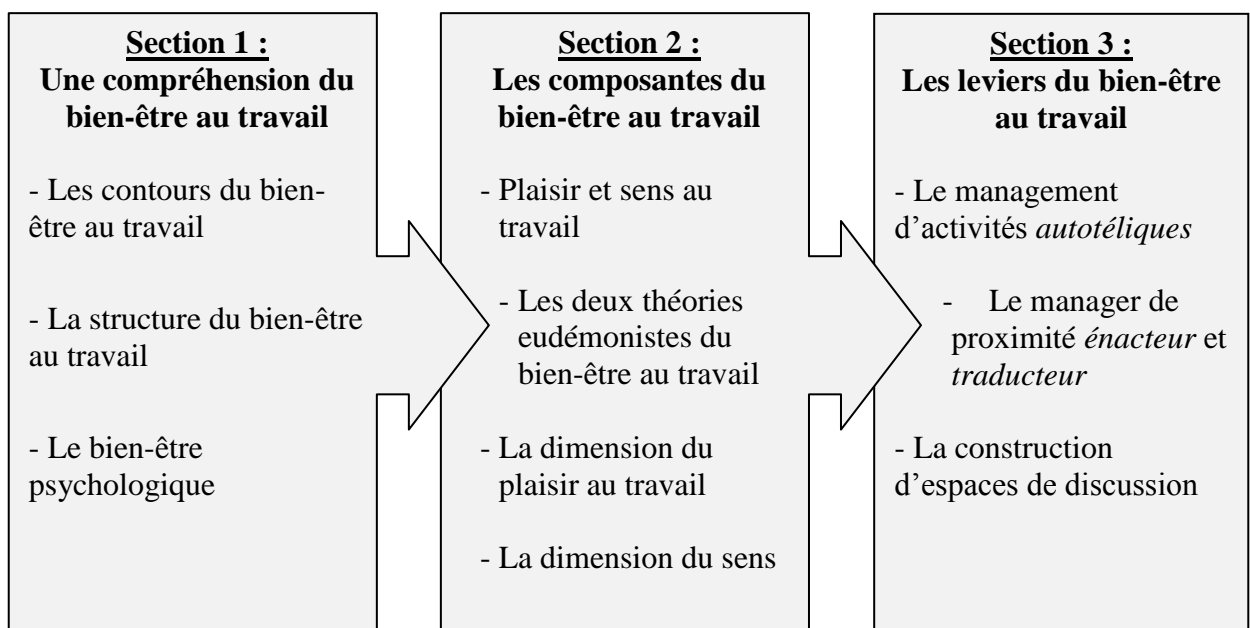 Section 1 :
Une compréhension du
bien-être au travail
- Les contours du bien-
être au travail
- La structure du bien-être
au travail
- Le bien-être
psychologique
Section 2 :
Les composantes du
bien-être au travail
- Plaisir et sens au
travail
- Les deux théories
eudémonistes du
bien-être au travail
- La dimension du
plaisir au travail
- La dimension du sens
Section 3 :
Les leviers du bien-être
au travail
- Le management
d’activités autotéliques
- Le manager de
proximité énacteur et
traducteur
- La construction
d’espaces de discussion